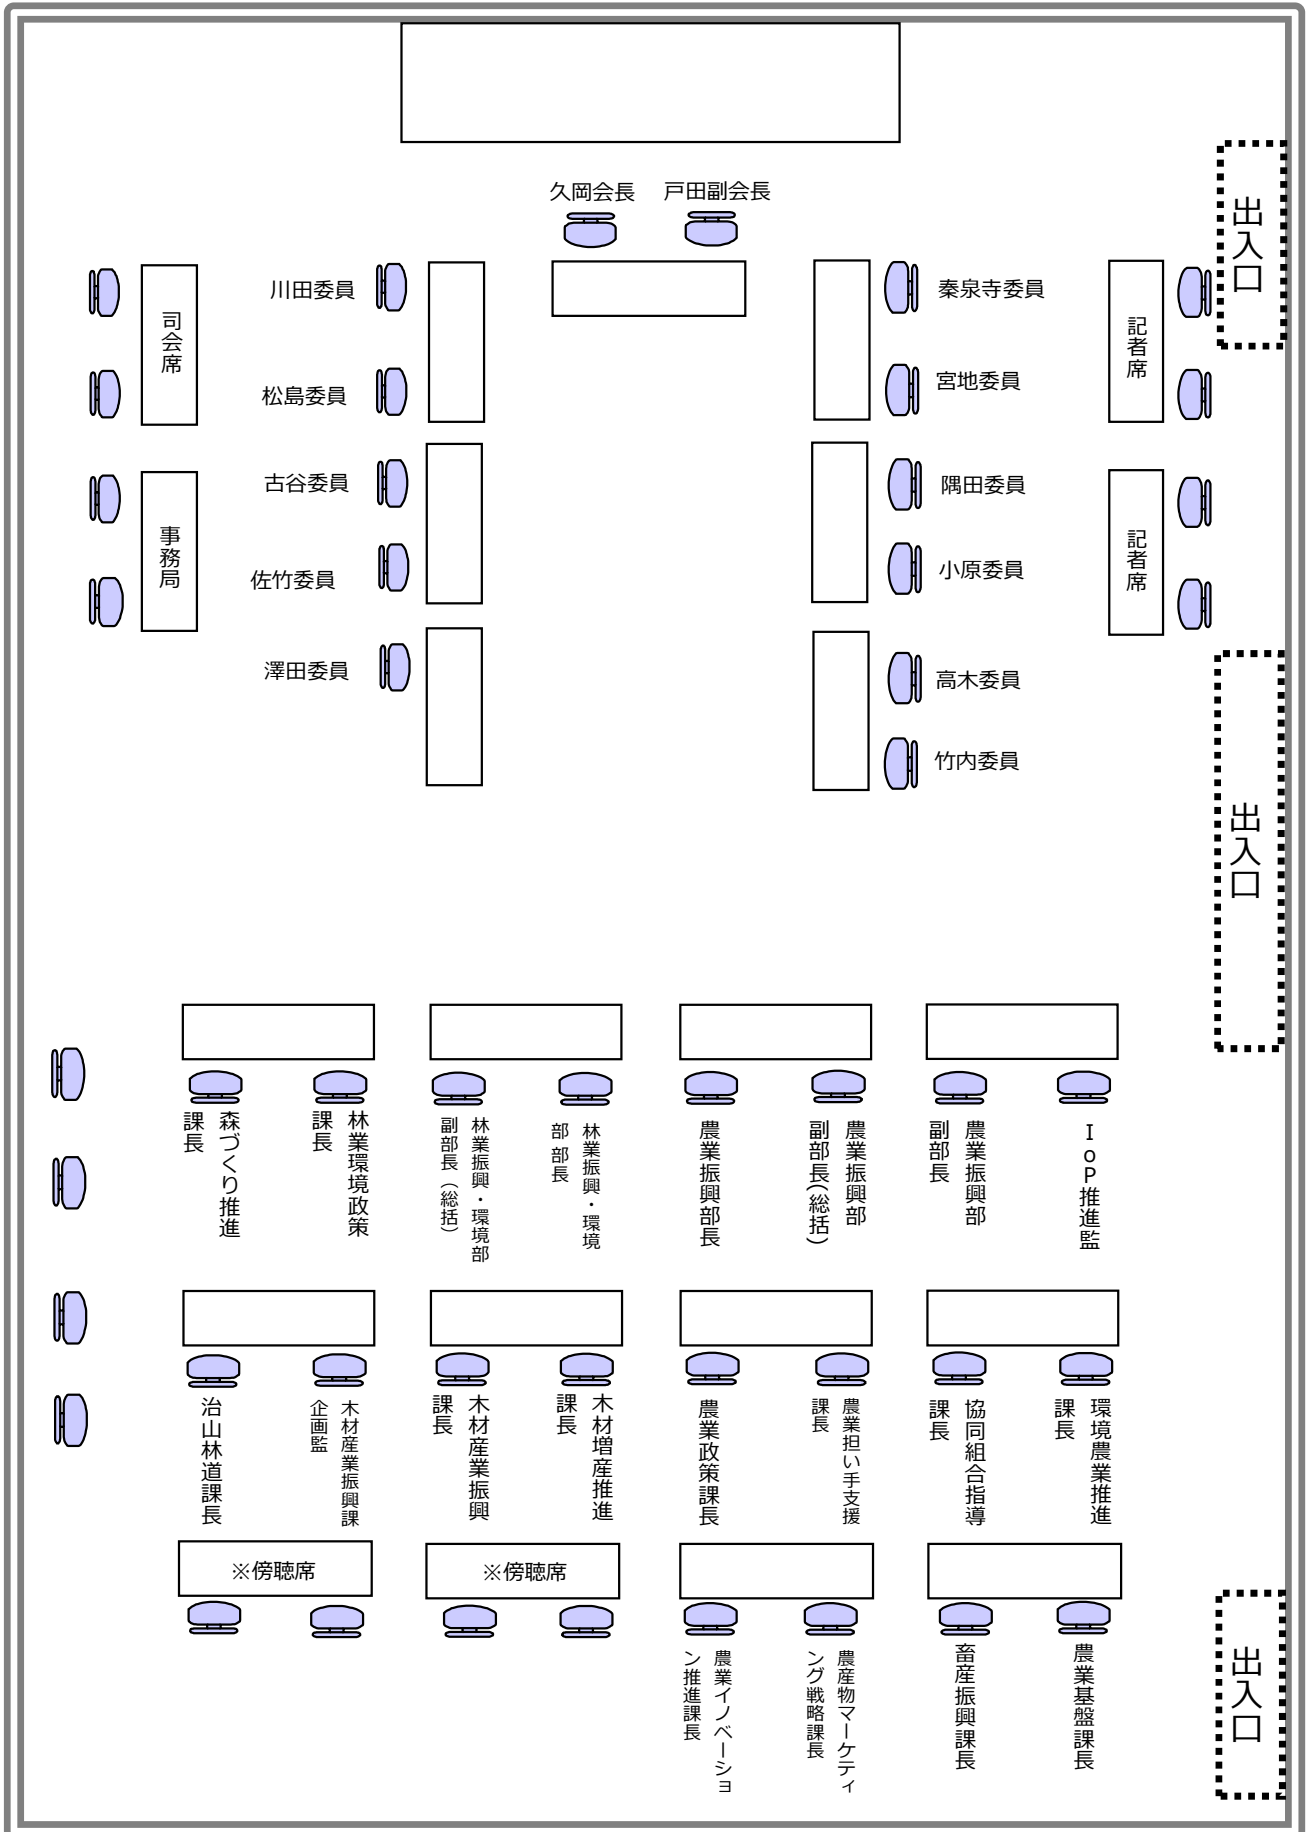 久岡会長
戸田副会長
出入口
川田委員
秦泉寺委員
司会席
記者席
松島委員
宮地委員
古谷委員
隅田委員
事務局
記者席
佐竹委員
小原委員
澤田委員
高木委員
竹内委員
出入口
森づくり推進
課長
林業環境政策
課長
林業振興・環境部
副部長（総括）
林業振興・環境
部 部長
農業振興部長
農業振興部
副部長(総括)
農業振興部
副部長
IoP推進監
治山林道課長
木材産業振興課
企画監
木材産業振興
課長
木材増産推進
課長
農業政策課長
農業担い手支援
課長
協同組合指導
課長
環境農業推進
課長
※傍聴席
※傍聴席
農業イノベーショ
ン推進課長
農産物マーケティ
ング戦略課長
畜産振興課長
農業基盤課長
出入口